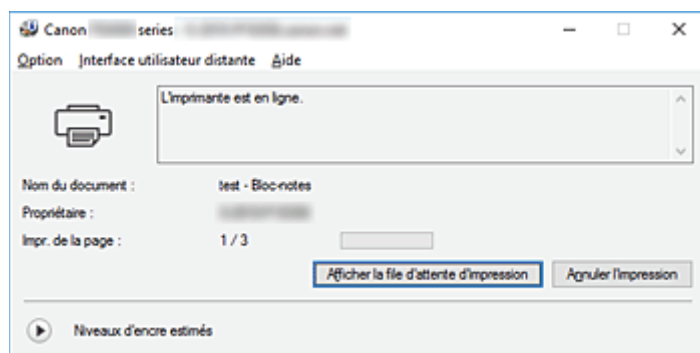 Canon series
Option Interface utilisateur distante Aide
L'imprimante est en ligne.
Nom du document : test - Bloc-notes
Propriétaire :
Impr. de la page : 1 / 3
Afficher la file d'attente d'impression Annuler l'impression
Niveaux d'encre estimés